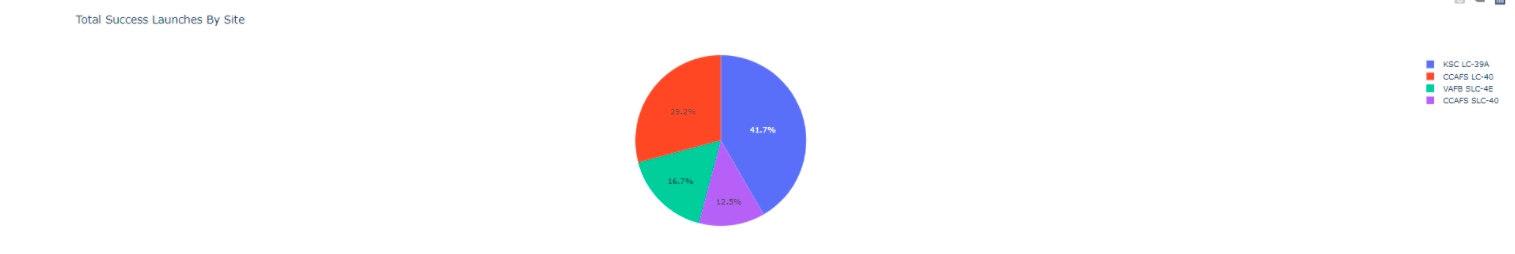 Total Success Launches By Site
KSC LC-39A
CCAFS LC-40
VAFB SLC-4E
CCAFS SLC-40
29.2%
41.7%
16.7%
12.5%